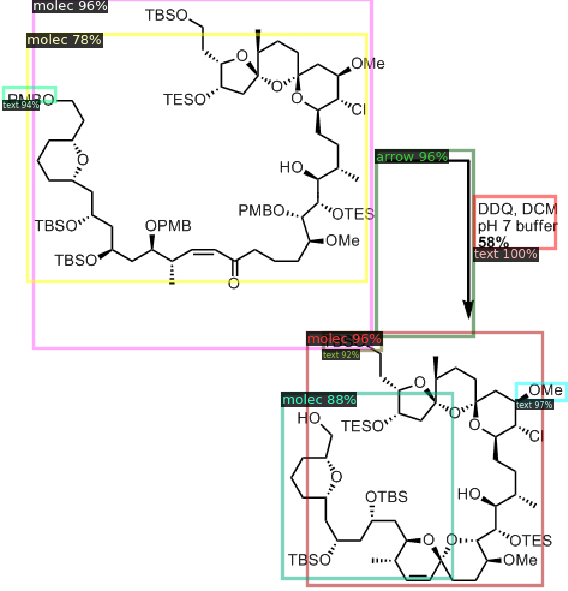 molec 96%
TBSO
molec 78%
O
OMe
O
O
TESO
Cl
PMBO
text 94%
O
HO
PMBO
OTES
TBSO
OPMB
OMe
TBSO
O
arrow 96%
DDQ, DCM
pH 7 buffer
58%
text 100%
molec 96%
text 92%
molec 88%
O
OMe
text 97%
O
O
TESO
Cl
HO
O
OTBS
HO
O
O
OTES
TBSO
OMe